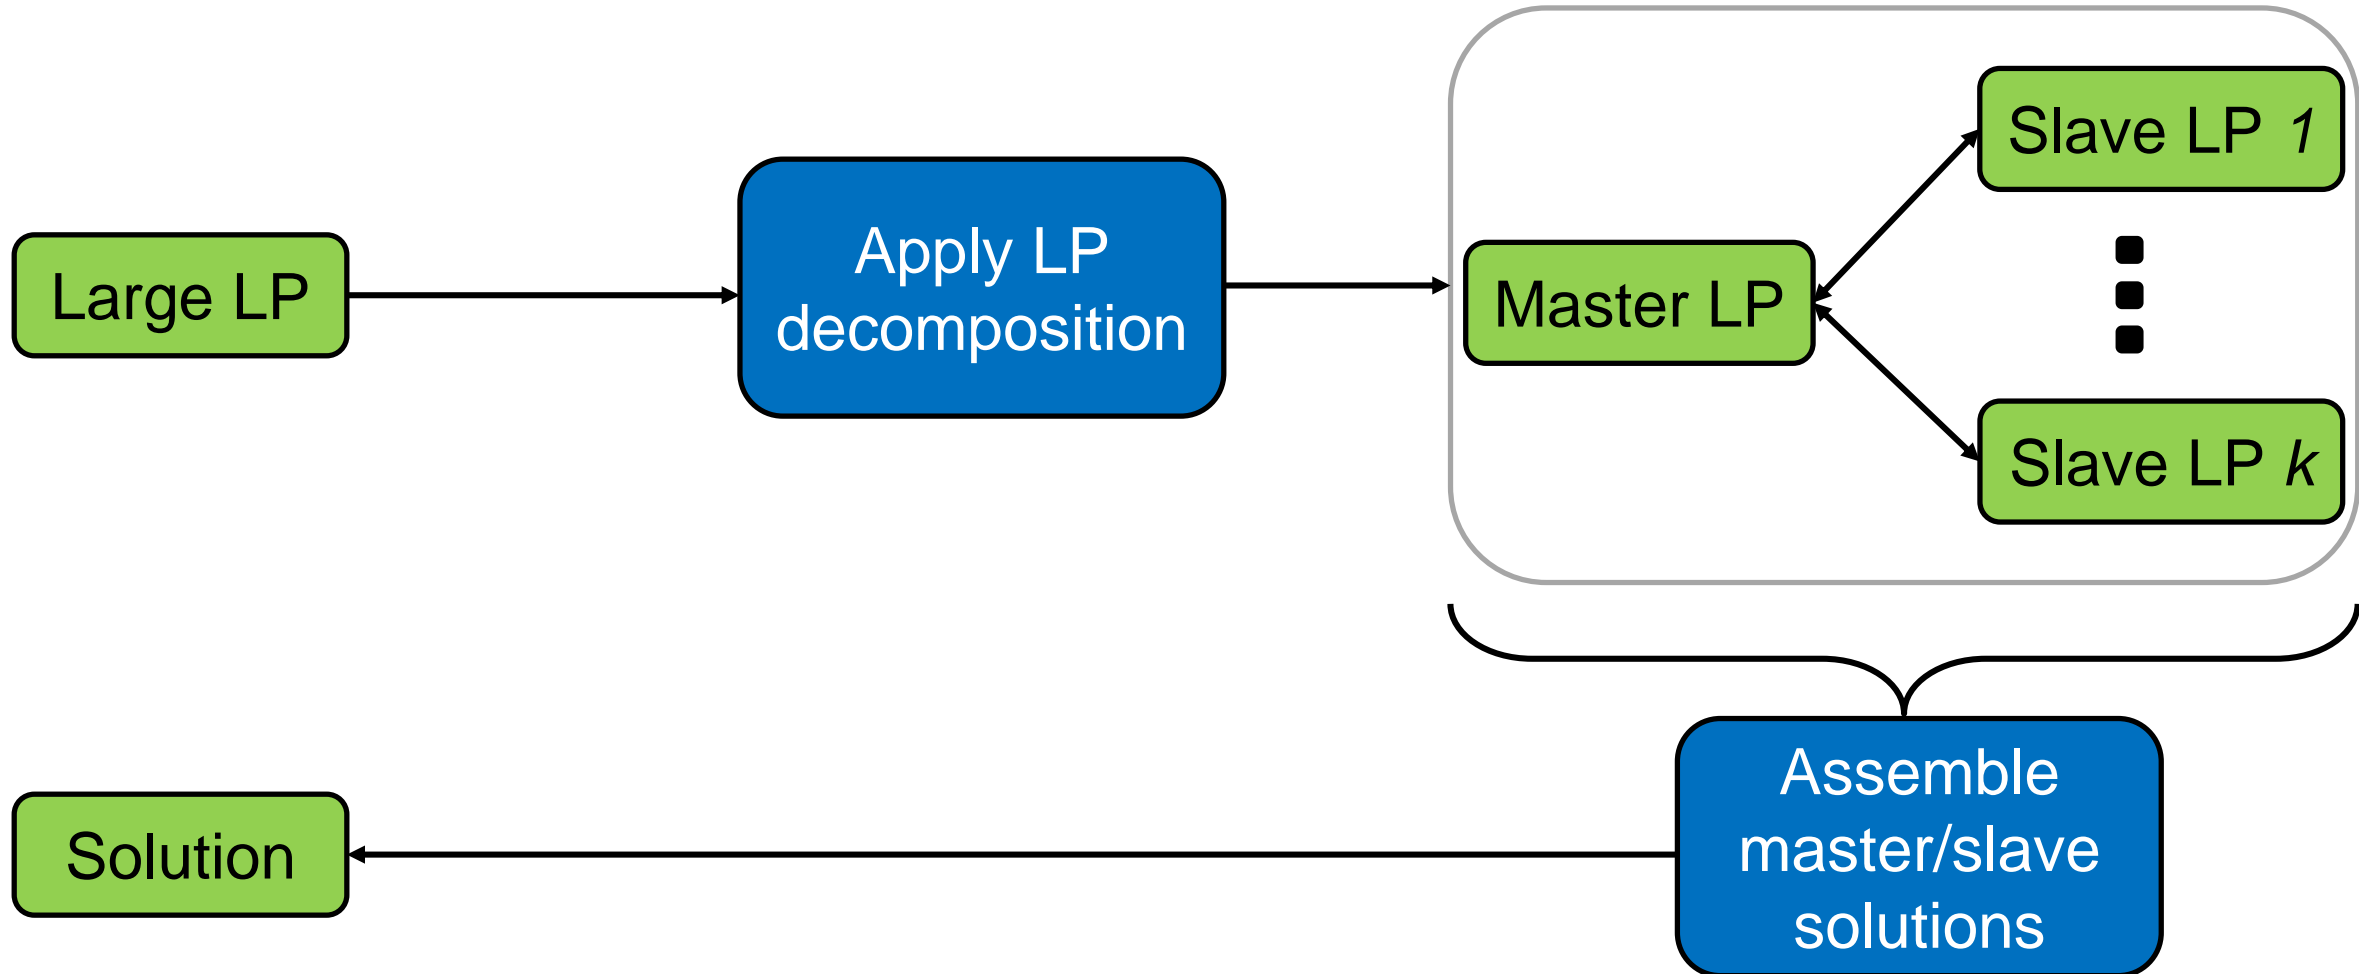 Large LP
Apply LP
decomposition
Master LP
Slave LP 1
Slave LP k
Assemble
master/slave
solutions
Solution